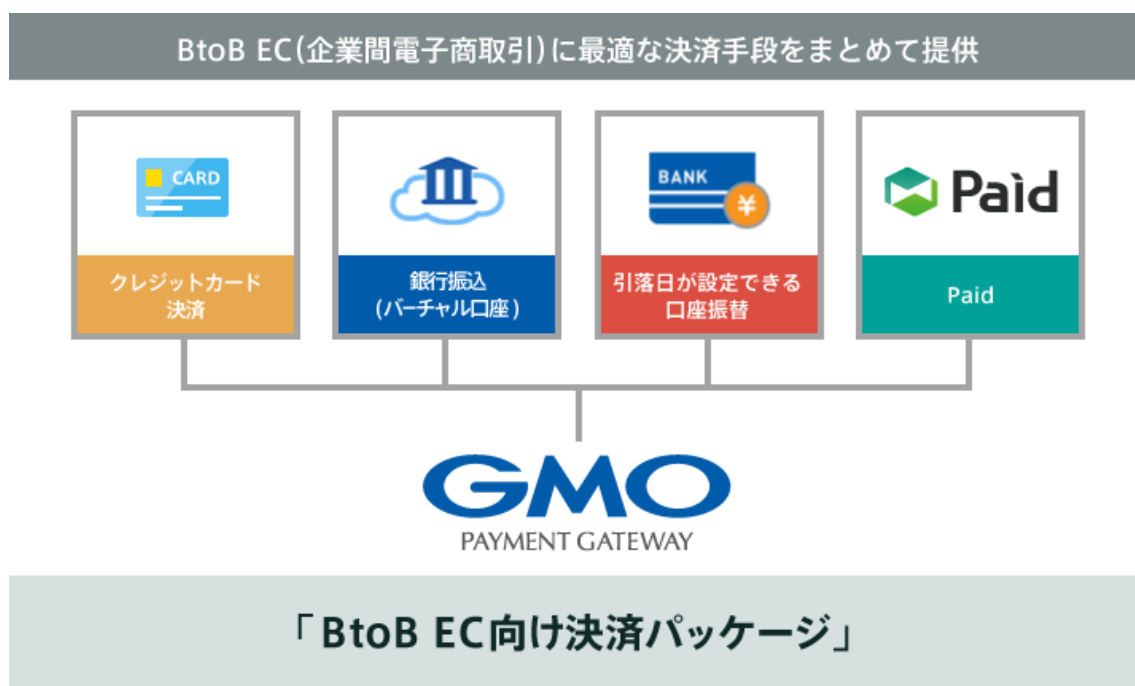 BtoB EC(企業間電子商取引)に最適な決済手段をまとめて提供
CARD
クレジットカード
決済
銀行振込
(バーチャル口座)
BANK
¥
引落日が設定できる
口座振替
Paid
Paid
GMO
PAYMENT GATEWAY
「BtoB EC向け決済パッケージ」